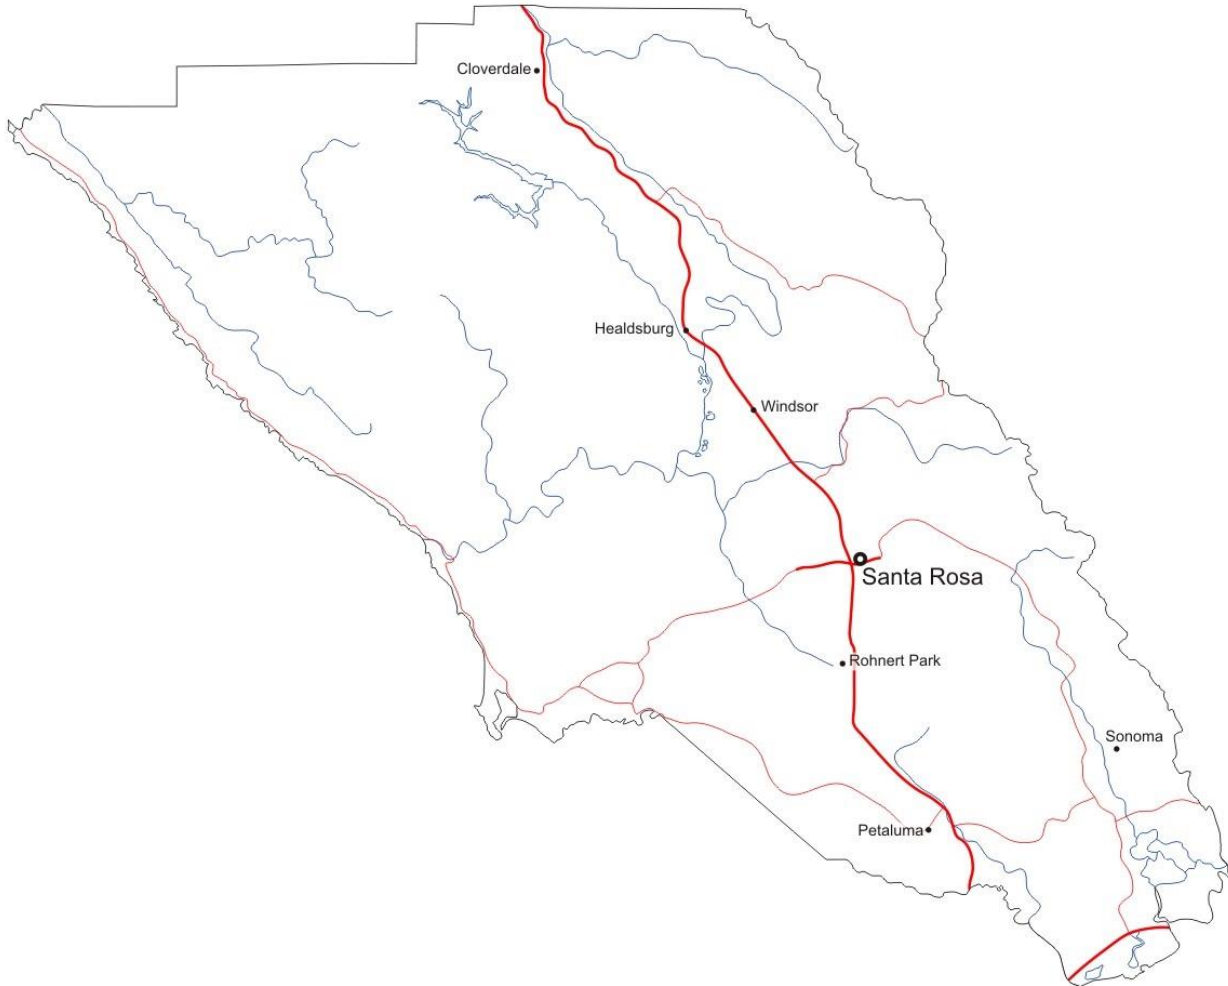 Cloverdale
Healdsburg
Windsor
Santa Rosa
Rohnert Park
Sonoma
Petaluma